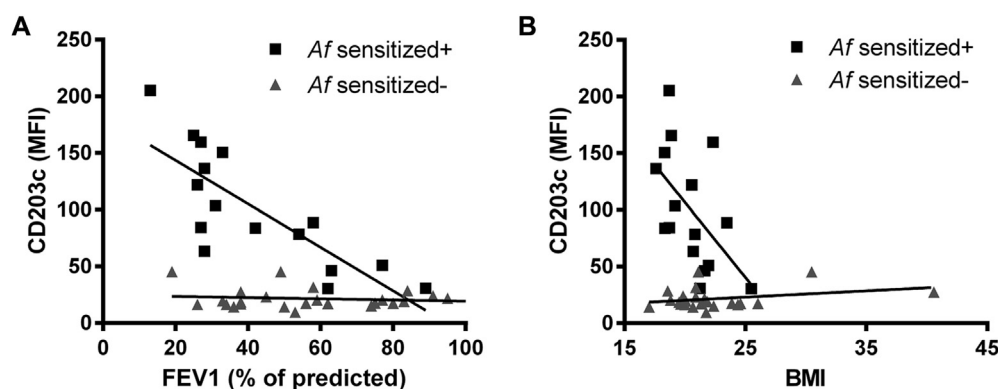 A
250
200
150
100
50
0
CD203c (MFI)
Af sensitized+
Af sensitized-
0 20 40 60 80 100
FEV1 (% of predicted)
B
250
200
150
100
50
0
CD203c (MFI)
Af sensitized+
Af sensitized-
15 25 35 45
BMI